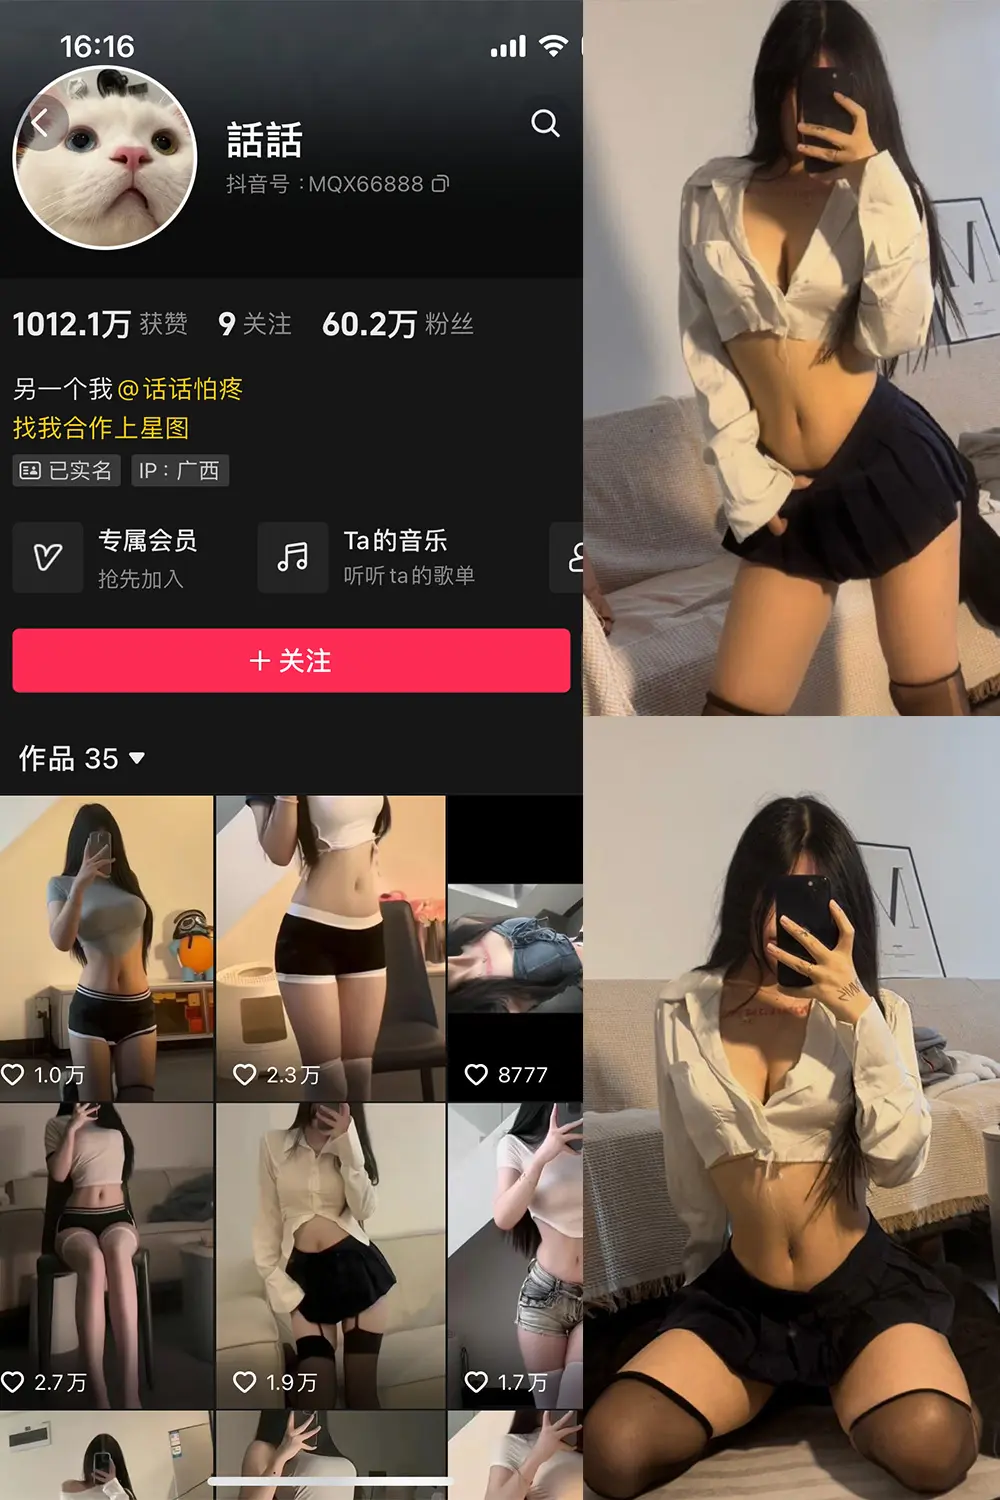 16:16
話話
抖音号：MQX66888
1012.1万 获赞 9 关注 60.2万 粉丝
另一个我@话话怕疼
找我合作上星图
已实名 IP：广西
专属会员
抢先加入
Ta的音乐
听听ta的歌单
+ 关注
作品 35
1.0万
2.3万
8777
2.7万
1.9万
1.7万
M
M